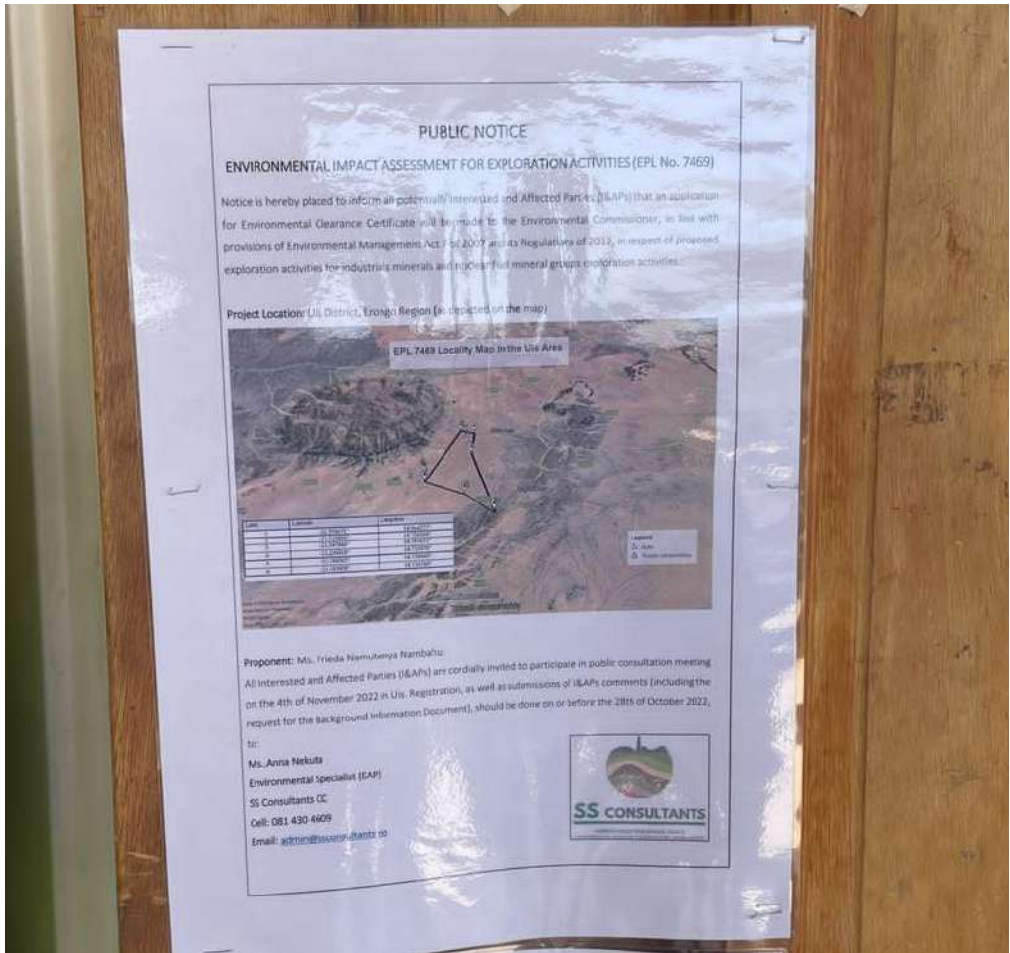 PUBLIC NOTICE
ENVIRONMENTAL IMPACT ASSESSMENT FOR EXPLORATION ACTIVITIES (EPL No. 7469)
Notice is hereby placed to inform all potentially Interested and Affected Parties (I&APs) that an application
for Environmental Clearance Certificate will be made to the Environmental Commissioner, in line with
provisions of Environmental Management Act of 2007 and its Regulations of 2012, in respect of proposed
exploration activities for industrials minerals and nuclear fuel mineral groups exploration activities.
Project Location: Uis District, Erongo Region (as depicted on the map)
EPL 7469 Locality Map in the Uis Area
Legend
Proponent: Ms. Frieda Namutenya Nambahu
All Interested and Affected Parties (I&APs) are cordially invited to participate in public consultation meeting
on the 4th of November 2022 in Uis. Registration, as well as submissions of I&APs comments (including the
request for the Background Information Document), should be done on or before the 28th of October 2022,
to:
Ms. Anna Nekuta
Environmental Specialist (EAP)
SS Consultants CC
Cell: 081 430 4609
Email: admin@ssconsultants.co
SS CONSULTANTS